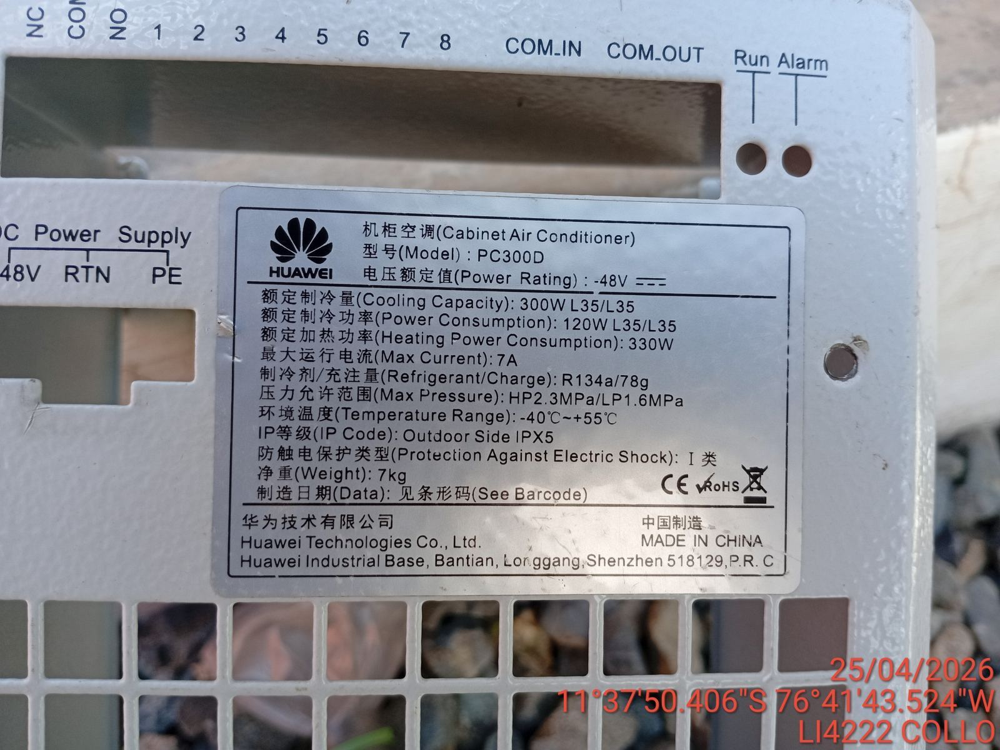 NC
NO
1 2 3 4 5 6 7 8 COM_IN COM_OUT
Run Alarm
Power Supply
48V RTN PE
HUAWEI
机柜空调(Cabinet Air Conditioner)
型号(Model) : PC300D
电压额定值(Power Rating) : -48V
额定制冷量(Cooling Capacity): 300W L35/L35
额定制冷功率(Power Consumption): 120W L35/L35
额定加热功率(Heating Power Consumption): 330W
最大运行电流(Max Current): 7A
制冷剂/充注量(Refrigerant/Charge): R134a/78g
压力允许范围(Max Pressure): HP2.3MPa/LP1.6MPa
环境温度(Temperature Range): -40℃~+55℃
IP等级(IP Code): Outdoor Side IPX5
防触电保护类型(Protection Against Electric Shock): I 类
净重(Weight): 7kg
制造日期(Data): 见条形码(See Barcode)
CE RoHS
华为技术有限公司
Huawei Technologies Co., Ltd.
Huawei Industrial Base, Bantian, Longgang, Shenzhen 518129, P.R. C
中国制造
MADE IN CHINA
25/04/2026
11°37'50.406"S 76°41'43.524"W
LI4222 COLLO